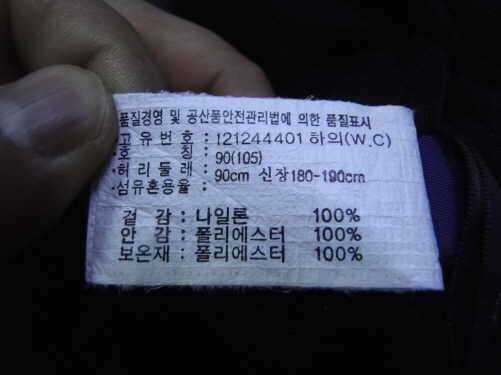 품질경영 및 공산품안전관리법에 의한 품질표시
고유번호 : 121244401 하의(W.C)
호칭 : 90(105)
·허리둘레 : 90cm 신장180-190cm
·섬유혼용율 :
겉감 : 나일론 100%
안감 : 폴리에스터 100%
보온재 : 폴리에스터 100%